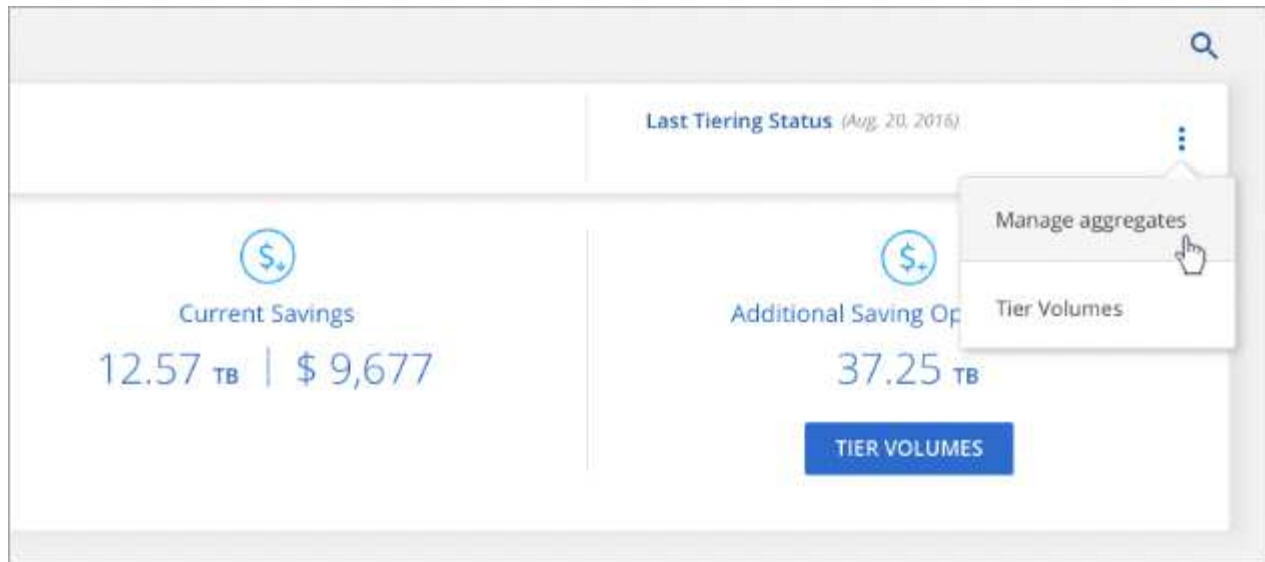 Last Tiering Status (Aug. 20, 2016)
Manage aggregates
Tier Volumes
Current Savings
12.57 TB | $ 9,677
Additional Saving Op
37.25 TB
TIER VOLUMES